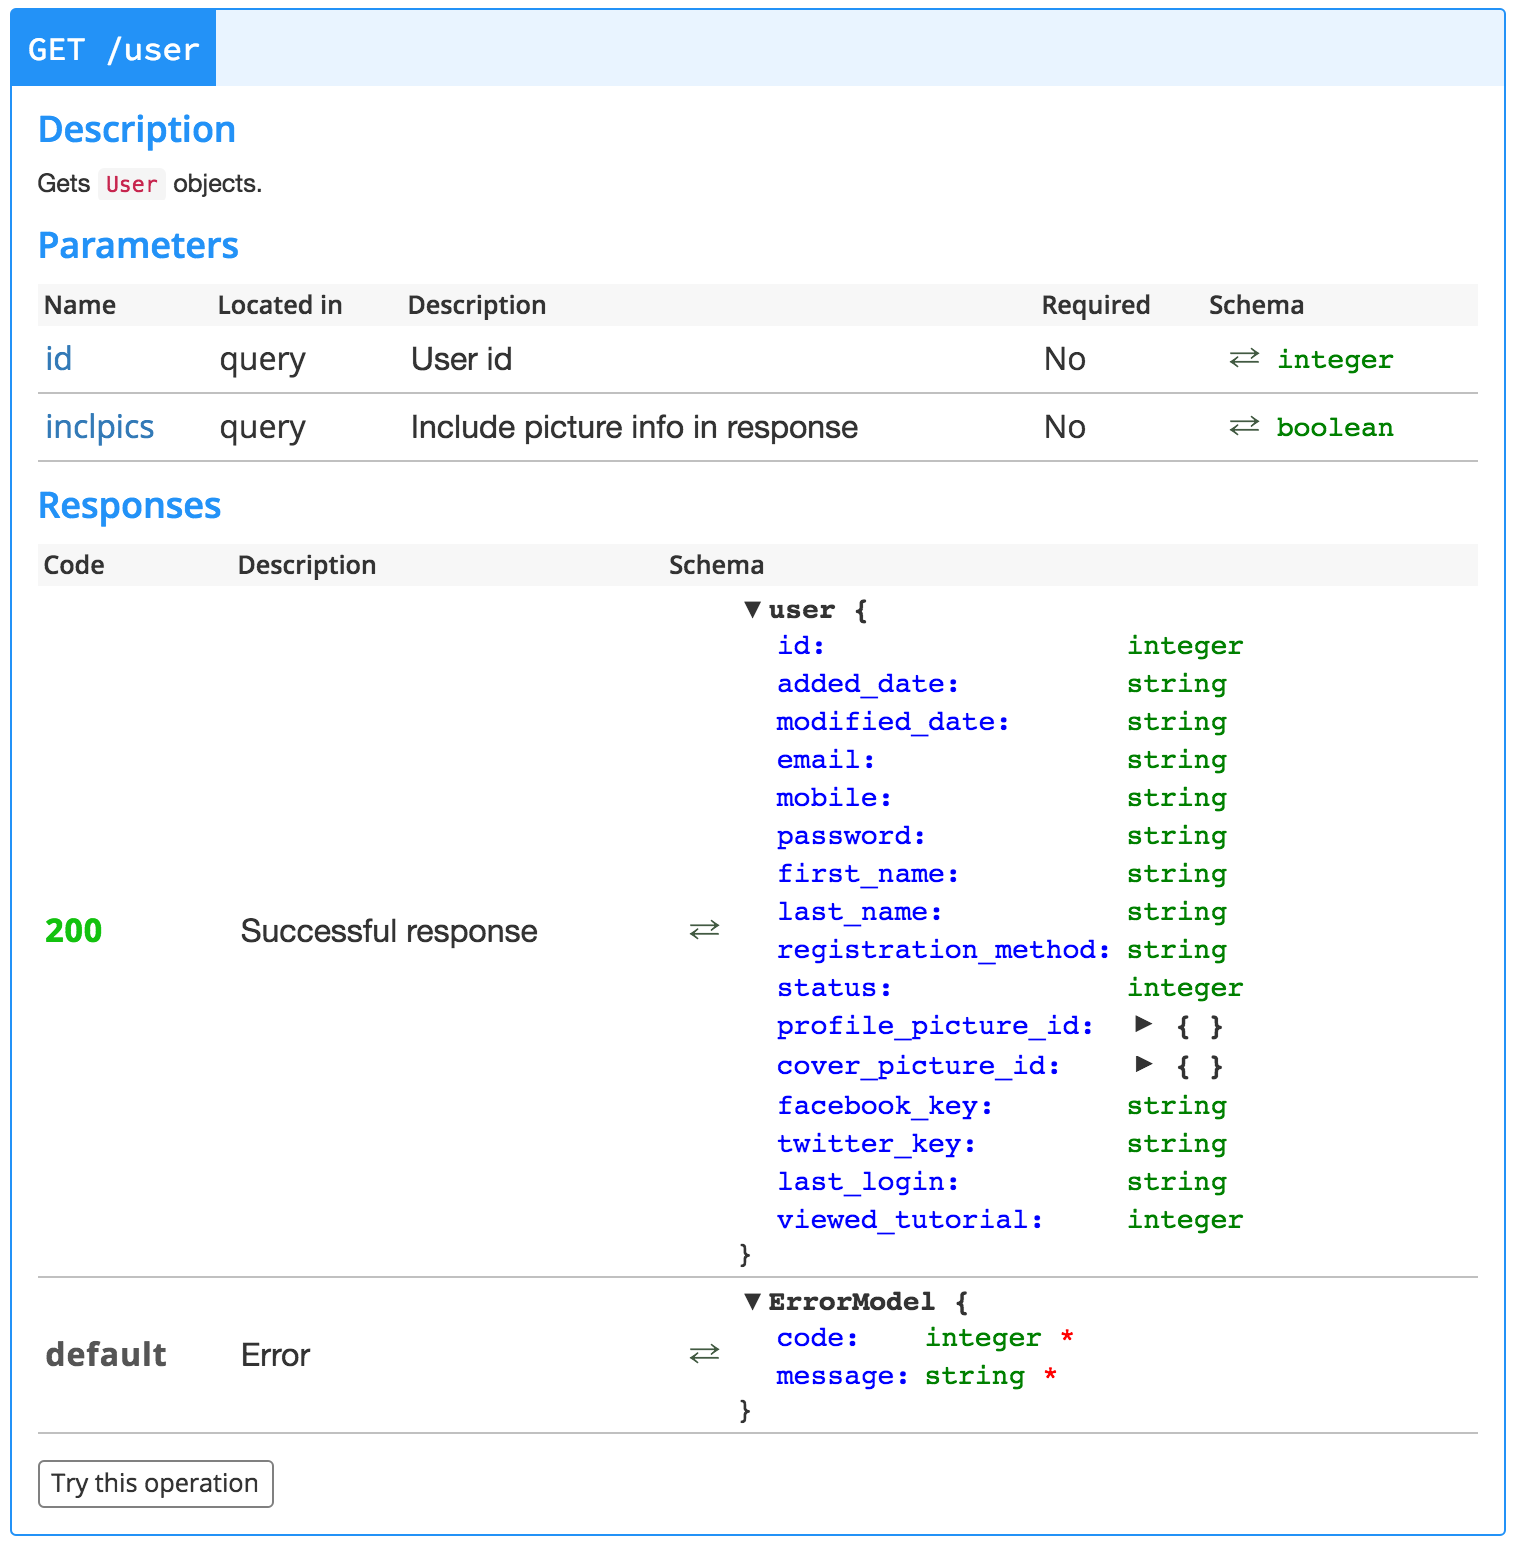 GET /user
Description
Gets User objects.
Parameters
Name Located in Description Required Schema
id query User id No ⇄ integer
inclpics query Include picture info in response No ⇄ boolean
Responses
Code Description Schema
▼ user {
id: integer
added_date: string
modified_date: string
email: string
mobile: string
password: string
first_name: string
last_name: string
200 Successful response ⇄
registration_method: string
status: integer
profile_picture_id: ▶ { }
cover_picture_id: ▶ { }
facebook_key: string
twitter_key: string
last_login: string
viewed_tutorial: integer
}
▼ ErrorModel {
code: integer *
default Error ⇄
message: string *
}
Try this operation